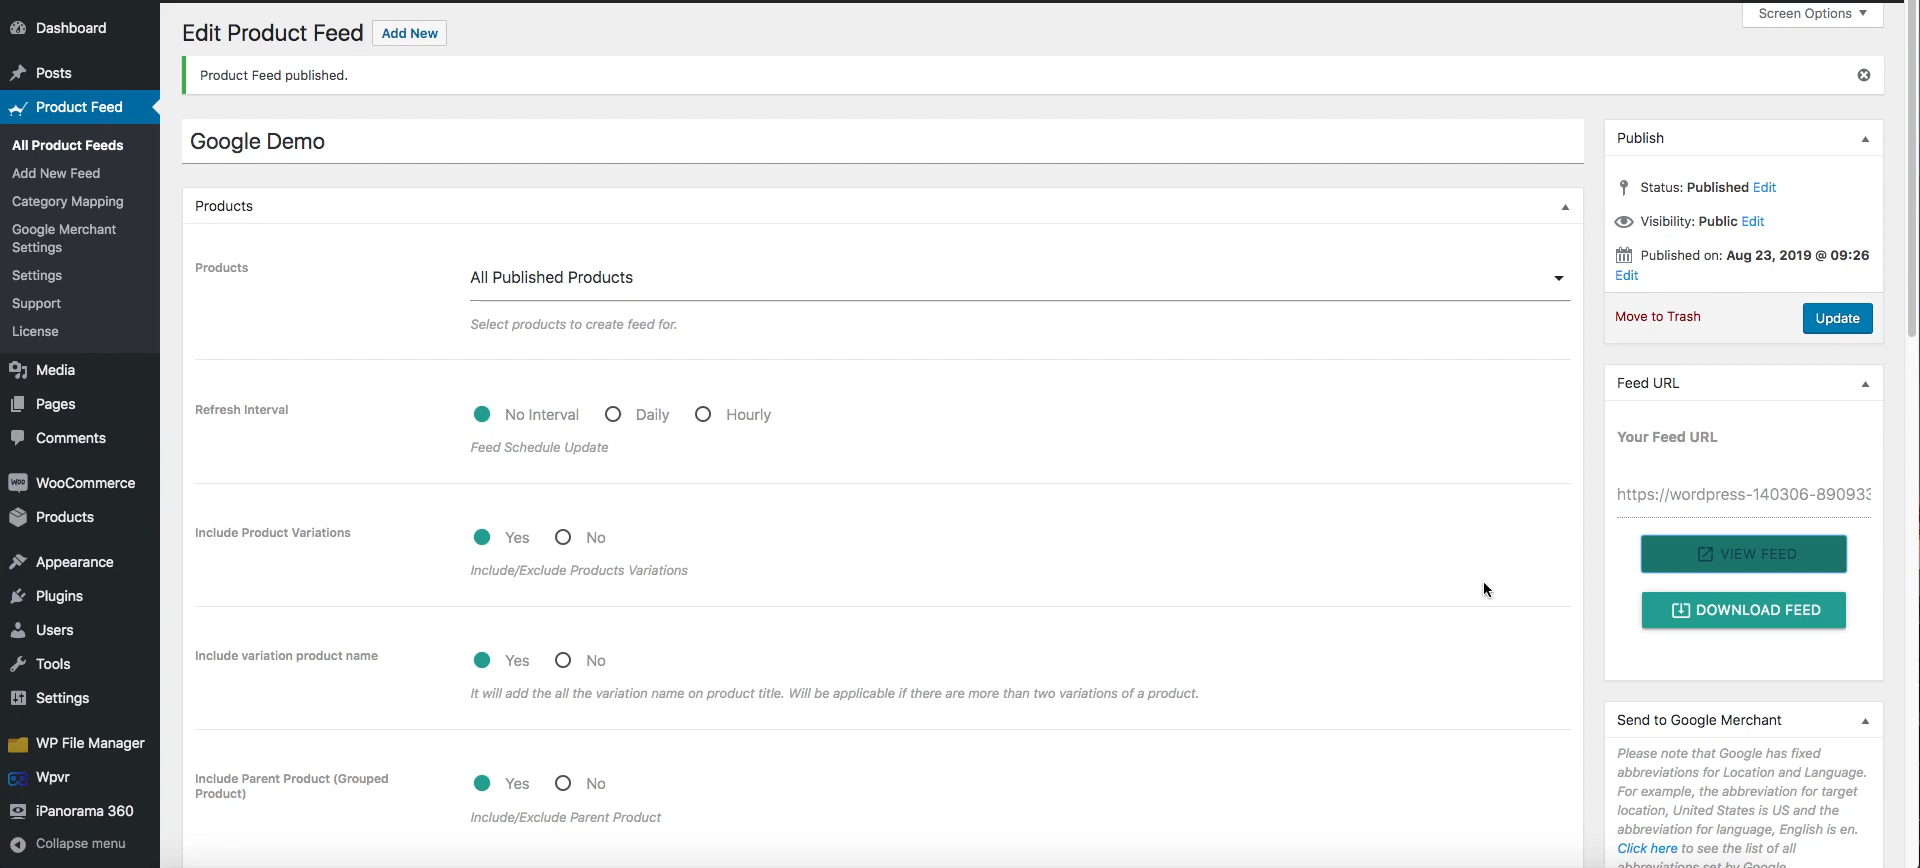 Dashboard
Posts
Product Feed
All Product Feeds
Add New Feed
Category Mapping
Google Merchant
Settings
Settings
Support
License
Media
Pages
Comments
WooCommerce
Products
Appearance
Plugins
Users
Tools
Settings
WP File Manager
Wpvr
iPanorama 360
Collapse menu
Edit Product Feed
Add New
Screen Options
Product Feed published.
Google Demo
Products
Products
All Published Products
Select products to create feed for.
Refresh Interval
No Interval Daily Hourly
Feed Schedule Update
Include Product Variations
Yes No
Include/Exclude Products Variations
Include variation product name
Yes No
It will add the all the variation name on product title. Will be applicable if there are more than two variations of a product.
Include Parent Product (Grouped
Product)
Yes No
Include/Exclude Parent Product
Publish
Status: Published Edit
Visibility: Public Edit
Published on: Aug 23, 2019 @ 09:26
Edit
Move to Trash
Update
Feed URL
Your Feed URL
https://wordpress-140306-890933
VIEW FEED
DOWNLOAD FEED
Send to Google Merchant
Please note that Google has fixed
abbreviations for Location and Language.
For example, the abbreviation for target
location, United States is US and the
abbreviation for language, English is en.
Click here to see the list of all
abbreviations set by Google